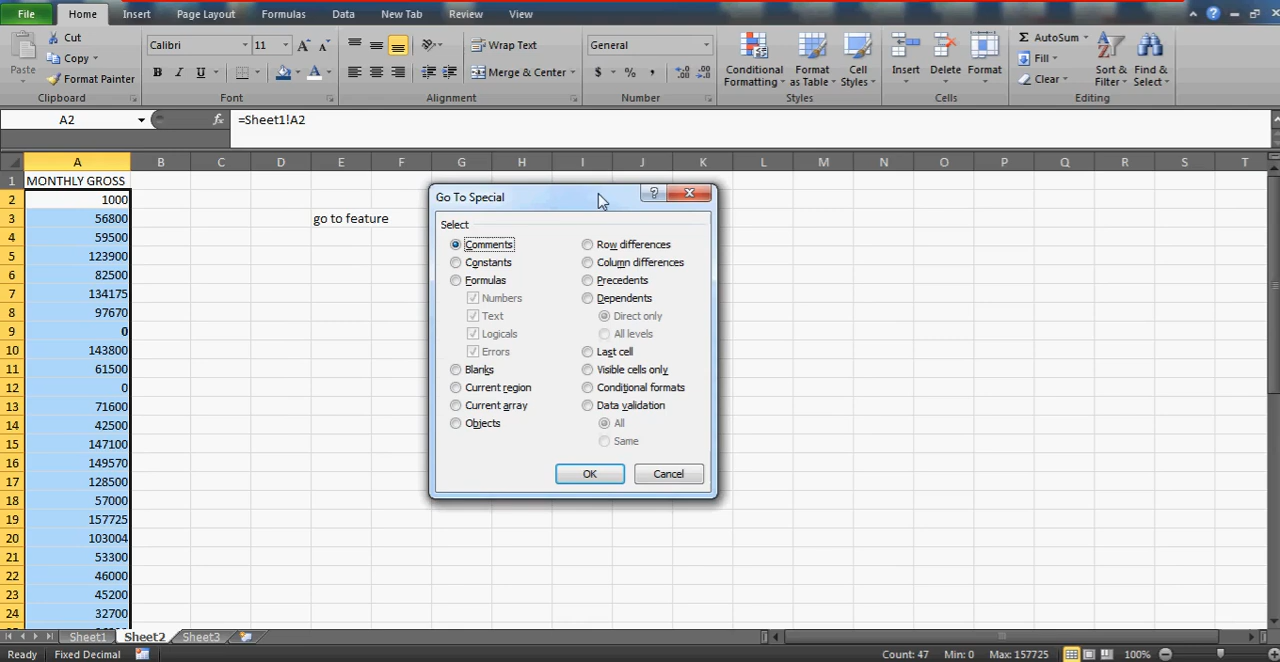 File Home Insert Page Layout Formulas Data New Tab Review View
Paste Cut Copy Format Painter Clipboard
Calibri 11 A A B I U A Font
Wrap Text Merge & Center Alignment
General $ % , Number
Conditional Formatting Format as Table Cell Styles Styles
Insert Delete Format Cells
Σ AutoSum Fill Clear Sort & Filter Find & Select Editing
A2 fx =Sheet1!A2
A B C D E F G H I J K L M N O P Q R S T
1 MONTHLY GROSS
2 1000
3 56800 go to feature
4 59500
5 123900
6 82500
7 134175
8 97670
9 0
10 143800
11 61500
12 0
13 71600
14 42500
15 147100
16 149570
17 128500
18 57000
19 157725
20 103004
21 53300
22 46000
23 45200
24 32700
Go To Special ?
Select
Comments Row differences
Constants Column differences
Formulas Precedents
Numbers Dependents
Text Direct only
Logicals All levels
Errors Last cell
Blanks Visible cells only
Current region Conditional formats
Current array Data validation
Objects All
Same
OK Cancel
Sheet1 Sheet2 Sheet3
Ready Fixed Decimal Count: 47 Min: 0 Max: 157725 100%